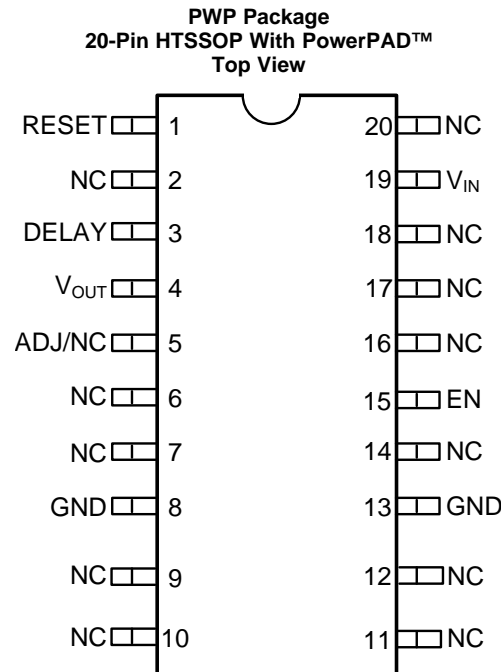 PWP Package
20-Pin HTSSOP With PowerPAD™
Top View
RESET 1 20 NC
NC 2 19 VIN
DELAY 3 18 NC
VOUT 4 17 NC
ADJ/NC 5 16 NC
NC 6 15 EN
NC 7 14 NC
GND 8 13 GND
NC 9 12 NC
NC 10 11 NC